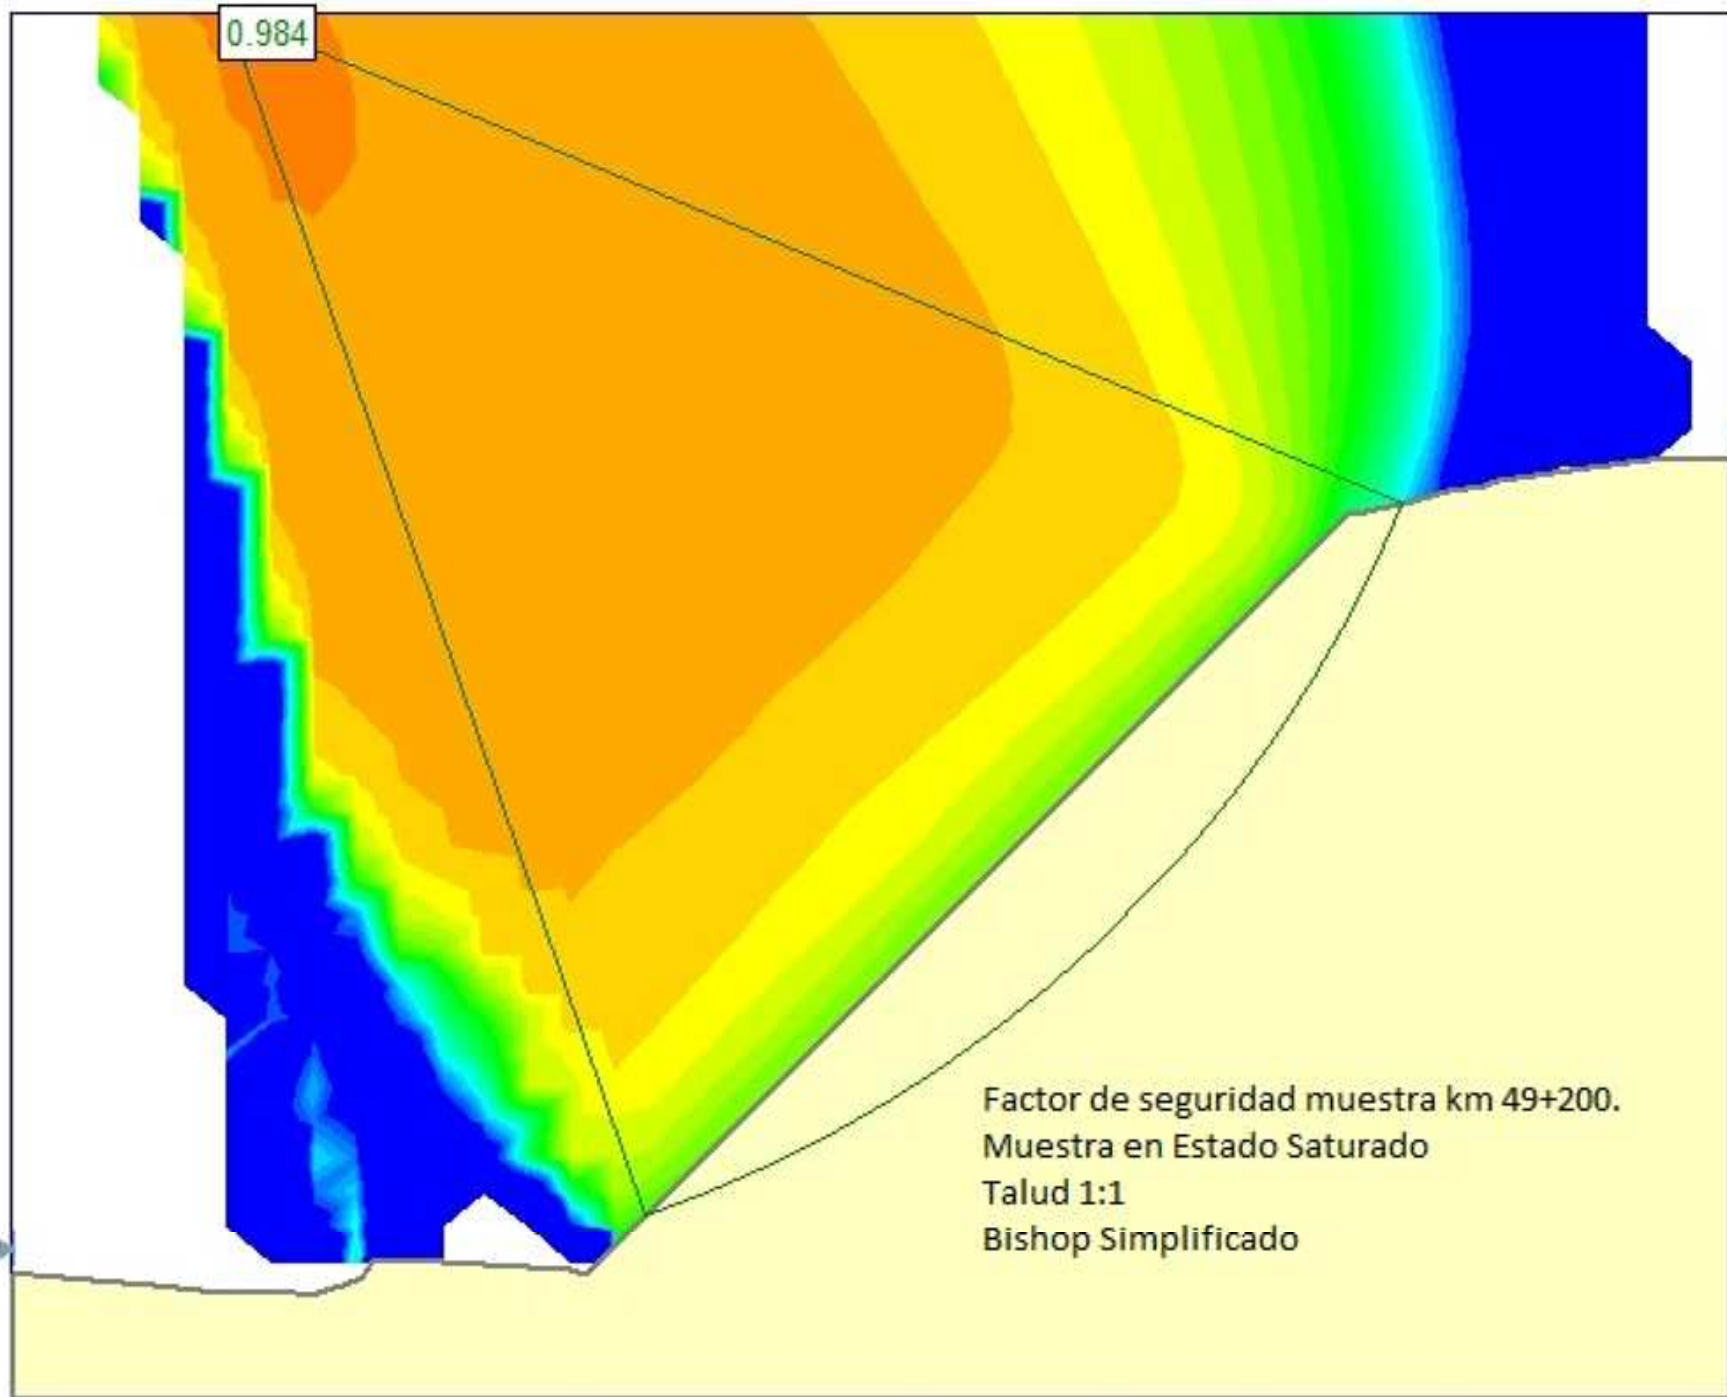 0.984
Factor de seguridad muestra km 49+200.
Muestra en Estado Saturado
Talud 1:1
Bishop Simplificado